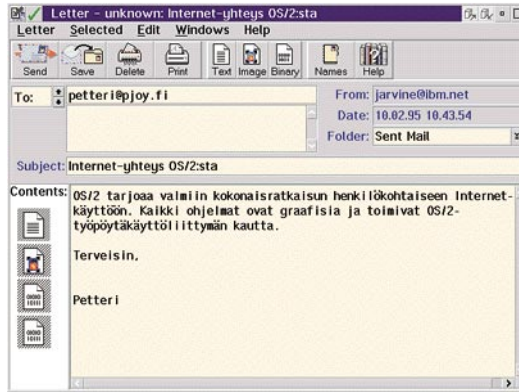 Letter - unknown: Internet-yhteys OS/2:sta
Letter Selected Edit Windows Help
Send Save Delete Print Text Image Binary Names Help
To: petteri@pjoy.fi
From: jarvine@ibm.net
Date: 10.02.95 10.43.54
Folder: Sent Mail
Subject: Internet-yhteys OS/2:sta
Contents:
OS/2 tarjoaa valmiin kokonaisratkaisun henkilökohtaiseen Internet-
käyttöön. Kaikki ohjelmat ovat graafisia ja toimivat OS/2-
työpöytäkäyttöliittymän kautta.
Terveisin,
Petteri